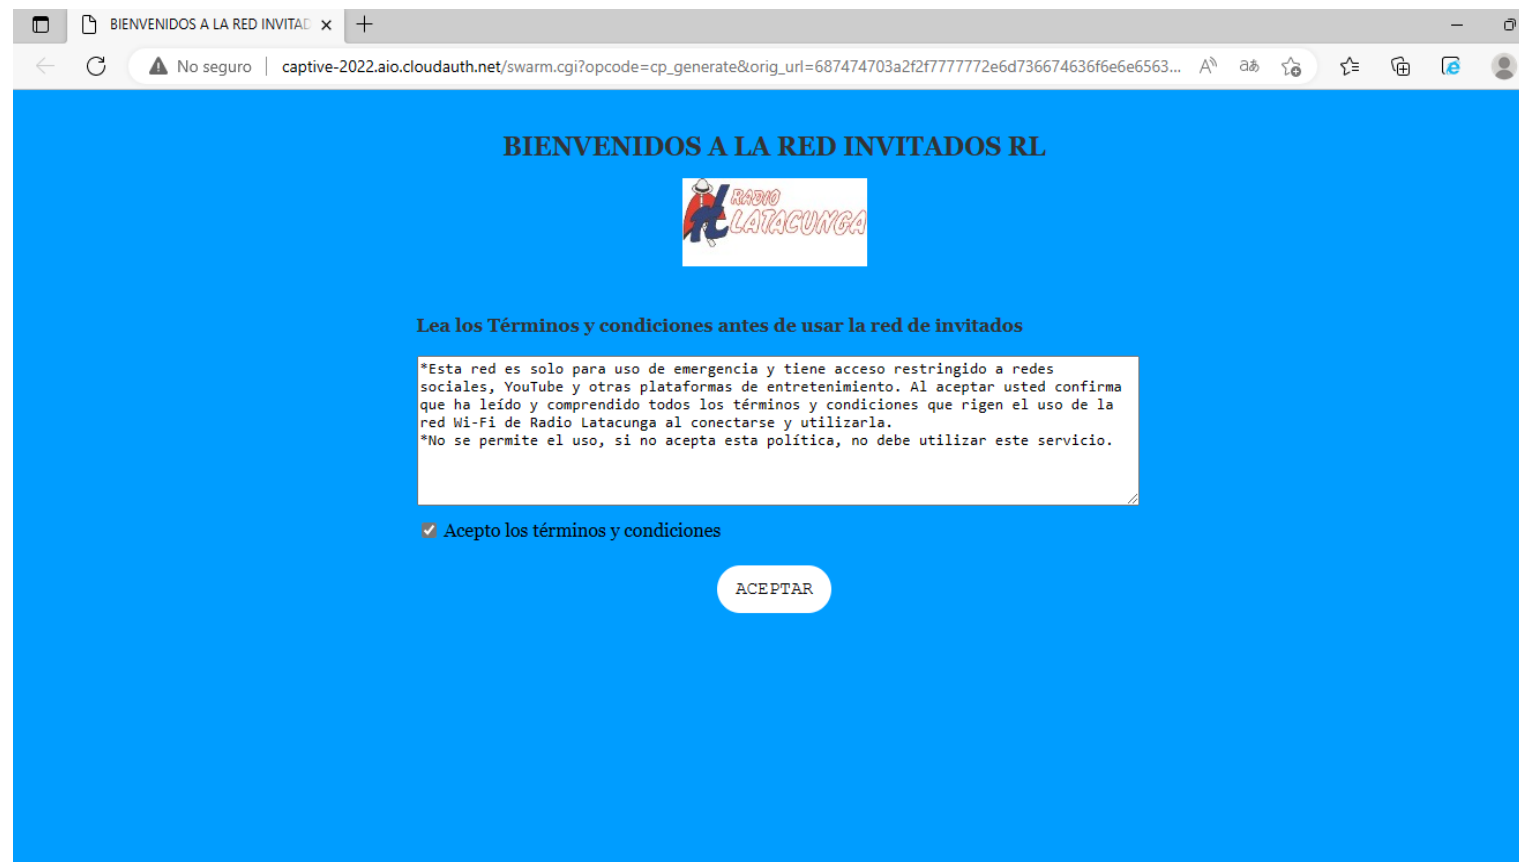 BIENVENIDOS A LA RED INVITAD
No seguro
captive-2022.aio.cloudauth.net/swarm.cgi?opcode=cp_generate&orig_url=687474703a2f2f7777772e6d736674636f6e6e6563...
BIENVENIDOS A LA RED INVITADOS RL
RADIO
LATACUNGA
Lea los Términos y condiciones antes de usar la red de invitados
*Esta red es solo para uso de emergencia y tiene acceso restringido a redes
sociales, YouTube y otras plataformas de entretenimiento. Al aceptar usted confirma
que ha leído y comprendido todos los términos y condiciones que rigen el uso de la
red Wi-Fi de Radio Latacunga al conectarse y utilizarla.
*No se permite el uso, si no acepta esta política, no debe utilizar este servicio.
Acepto los términos y condiciones
ACEPTAR